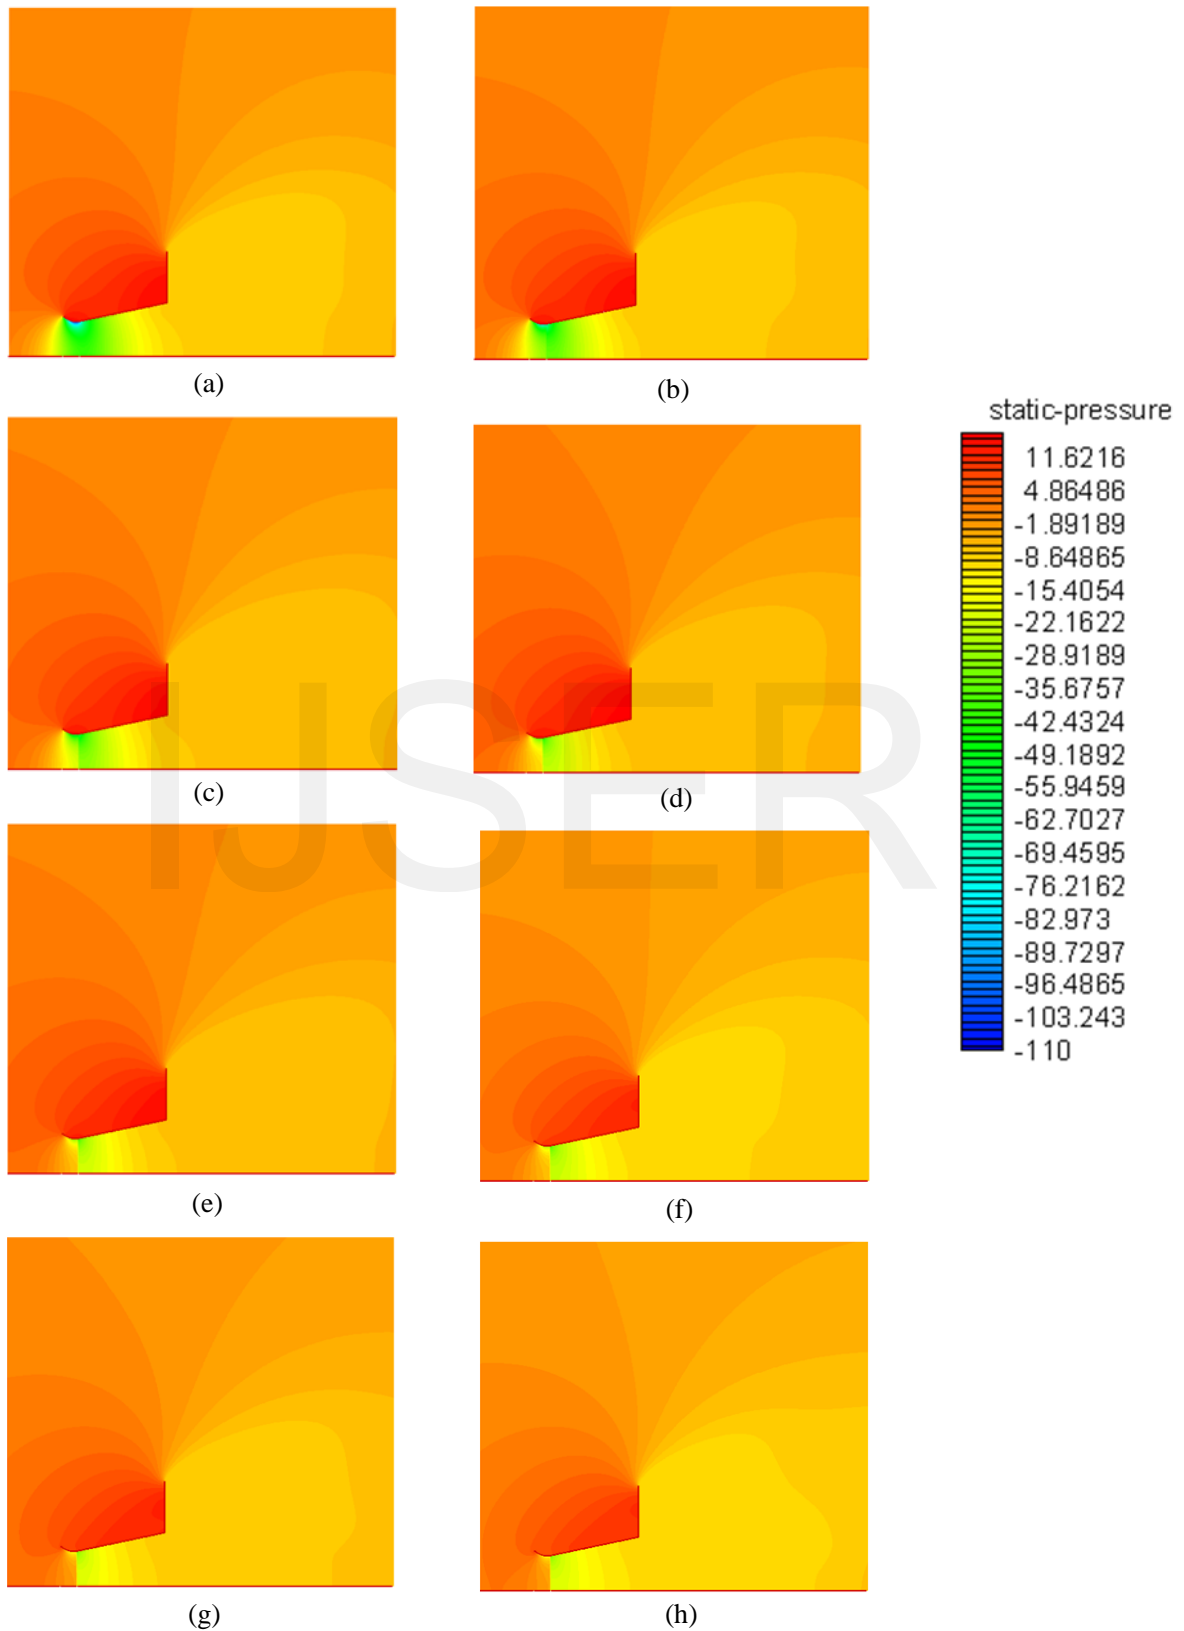 (a)
(b)
static-pressure
11.6216
4.86486
-1.89189
-8.64865
-15.4054
-22.1622
-28.9189
-35.6757
-42.4324
-49.1892
-55.9459
-62.7027
-69.4595
-76.2162
-82.973
-89.7297
-96.4865
-103.243
-110
(c)
(d)
IJSER
(e)
(f)
(g)
(h)